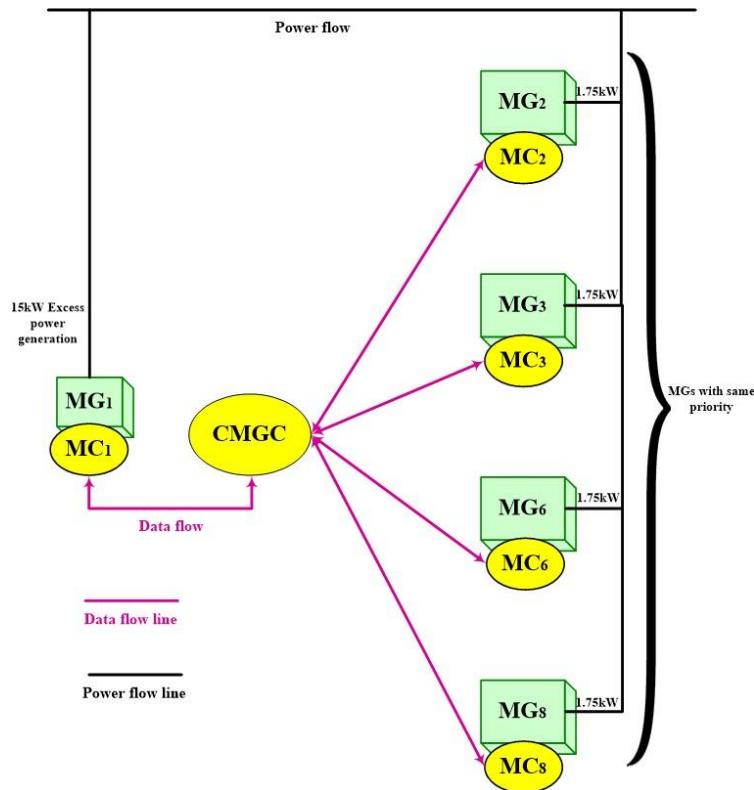 Power flow
1.75kW
MG2
MC2
15kW Excess
power
generation
1.75kW
MG3
MC3
MGs with same
priority
MG1
MC1
CMGC
1.75kW
MG6
MC6
Data flow
Data flow line
Power flow line
1.75kW
MG8
MC8